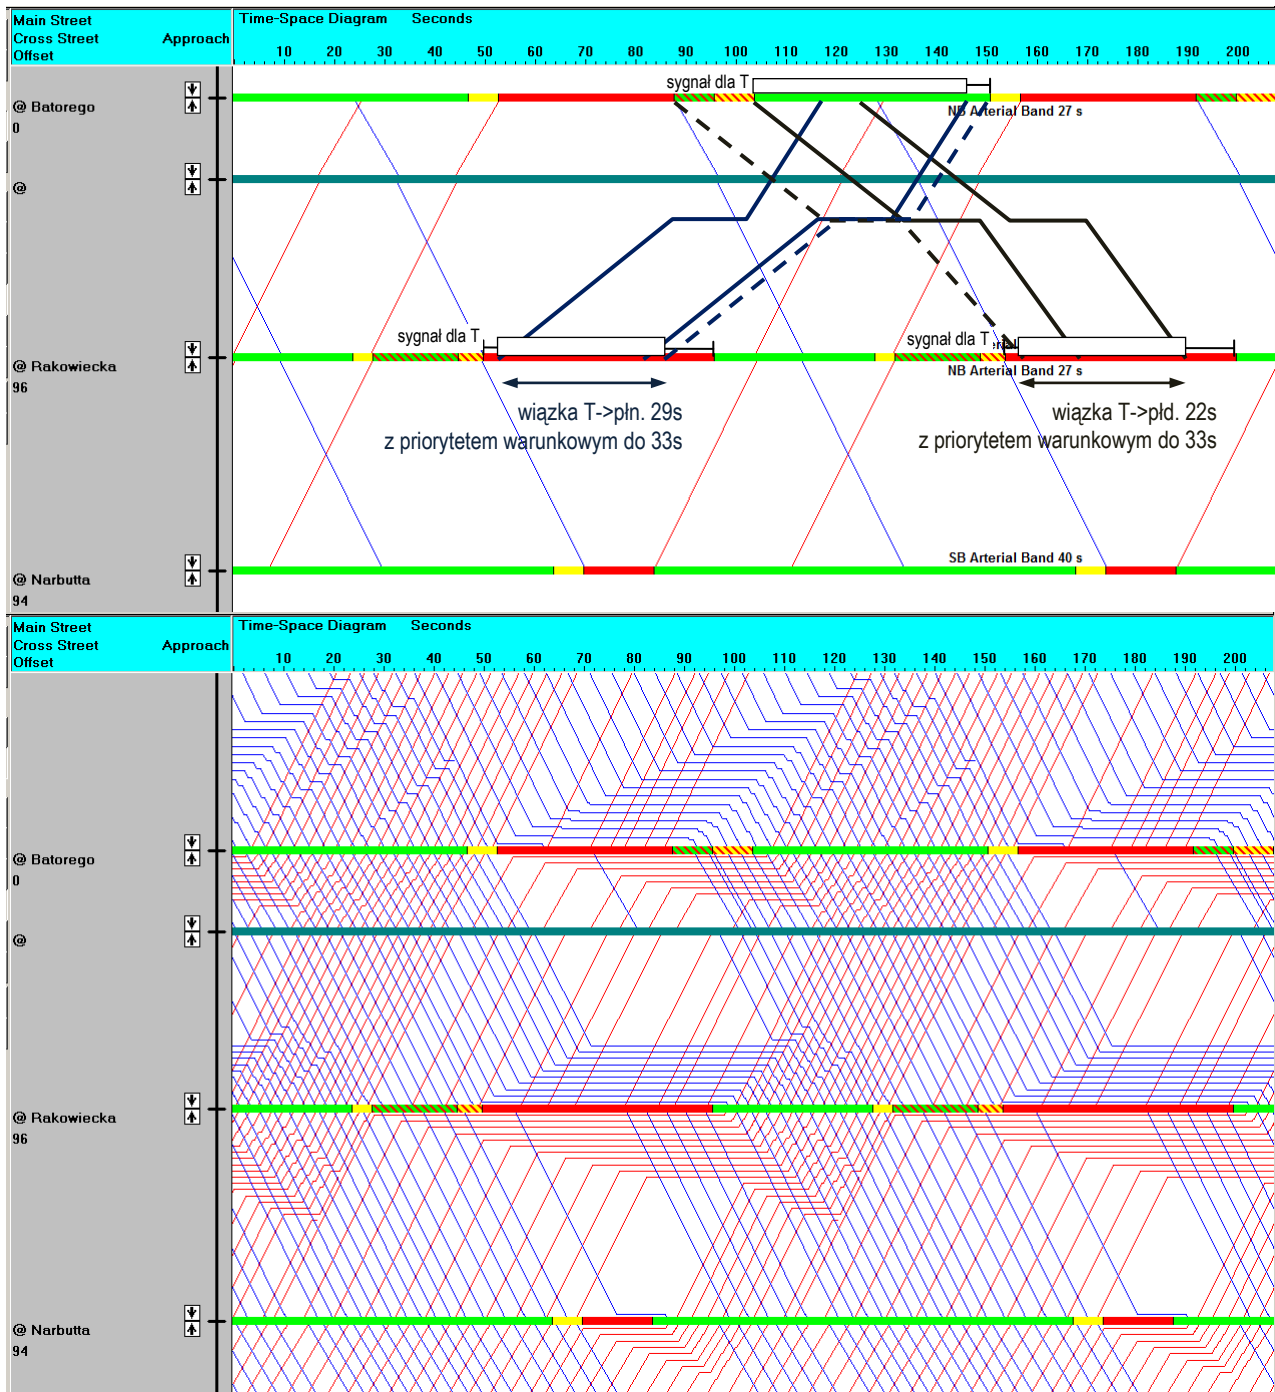 Main Street
Cross Street Approach
Offset
Time-Space Diagram Seconds
10 20 30 40 50 60 70 80 90 100 110 120 130 140 150 160 170 180 190 200
sygnał dla T
@ Batorego
0
NB Arterial Band 27 s
@
sygnał dla T
sygnał dla T
@ Rakowiecka
96
NB Arterial Band 27 s
wiązka T->płn. 29s
z priorytetem warunkowym do 33s
wiązka T->płd. 22s
z priorytetem warunkowym do 33s
SB Arterial Band 40 s
@ Narbutta
94
Main Street
Cross Street Approach
Offset
Time-Space Diagram Seconds
10 20 30 40 50 60 70 80 90 100 110 120 130 140 150 160 170 180 190 200
@ Batorego
0
@
@ Rakowiecka
96
@ Narbutta
94